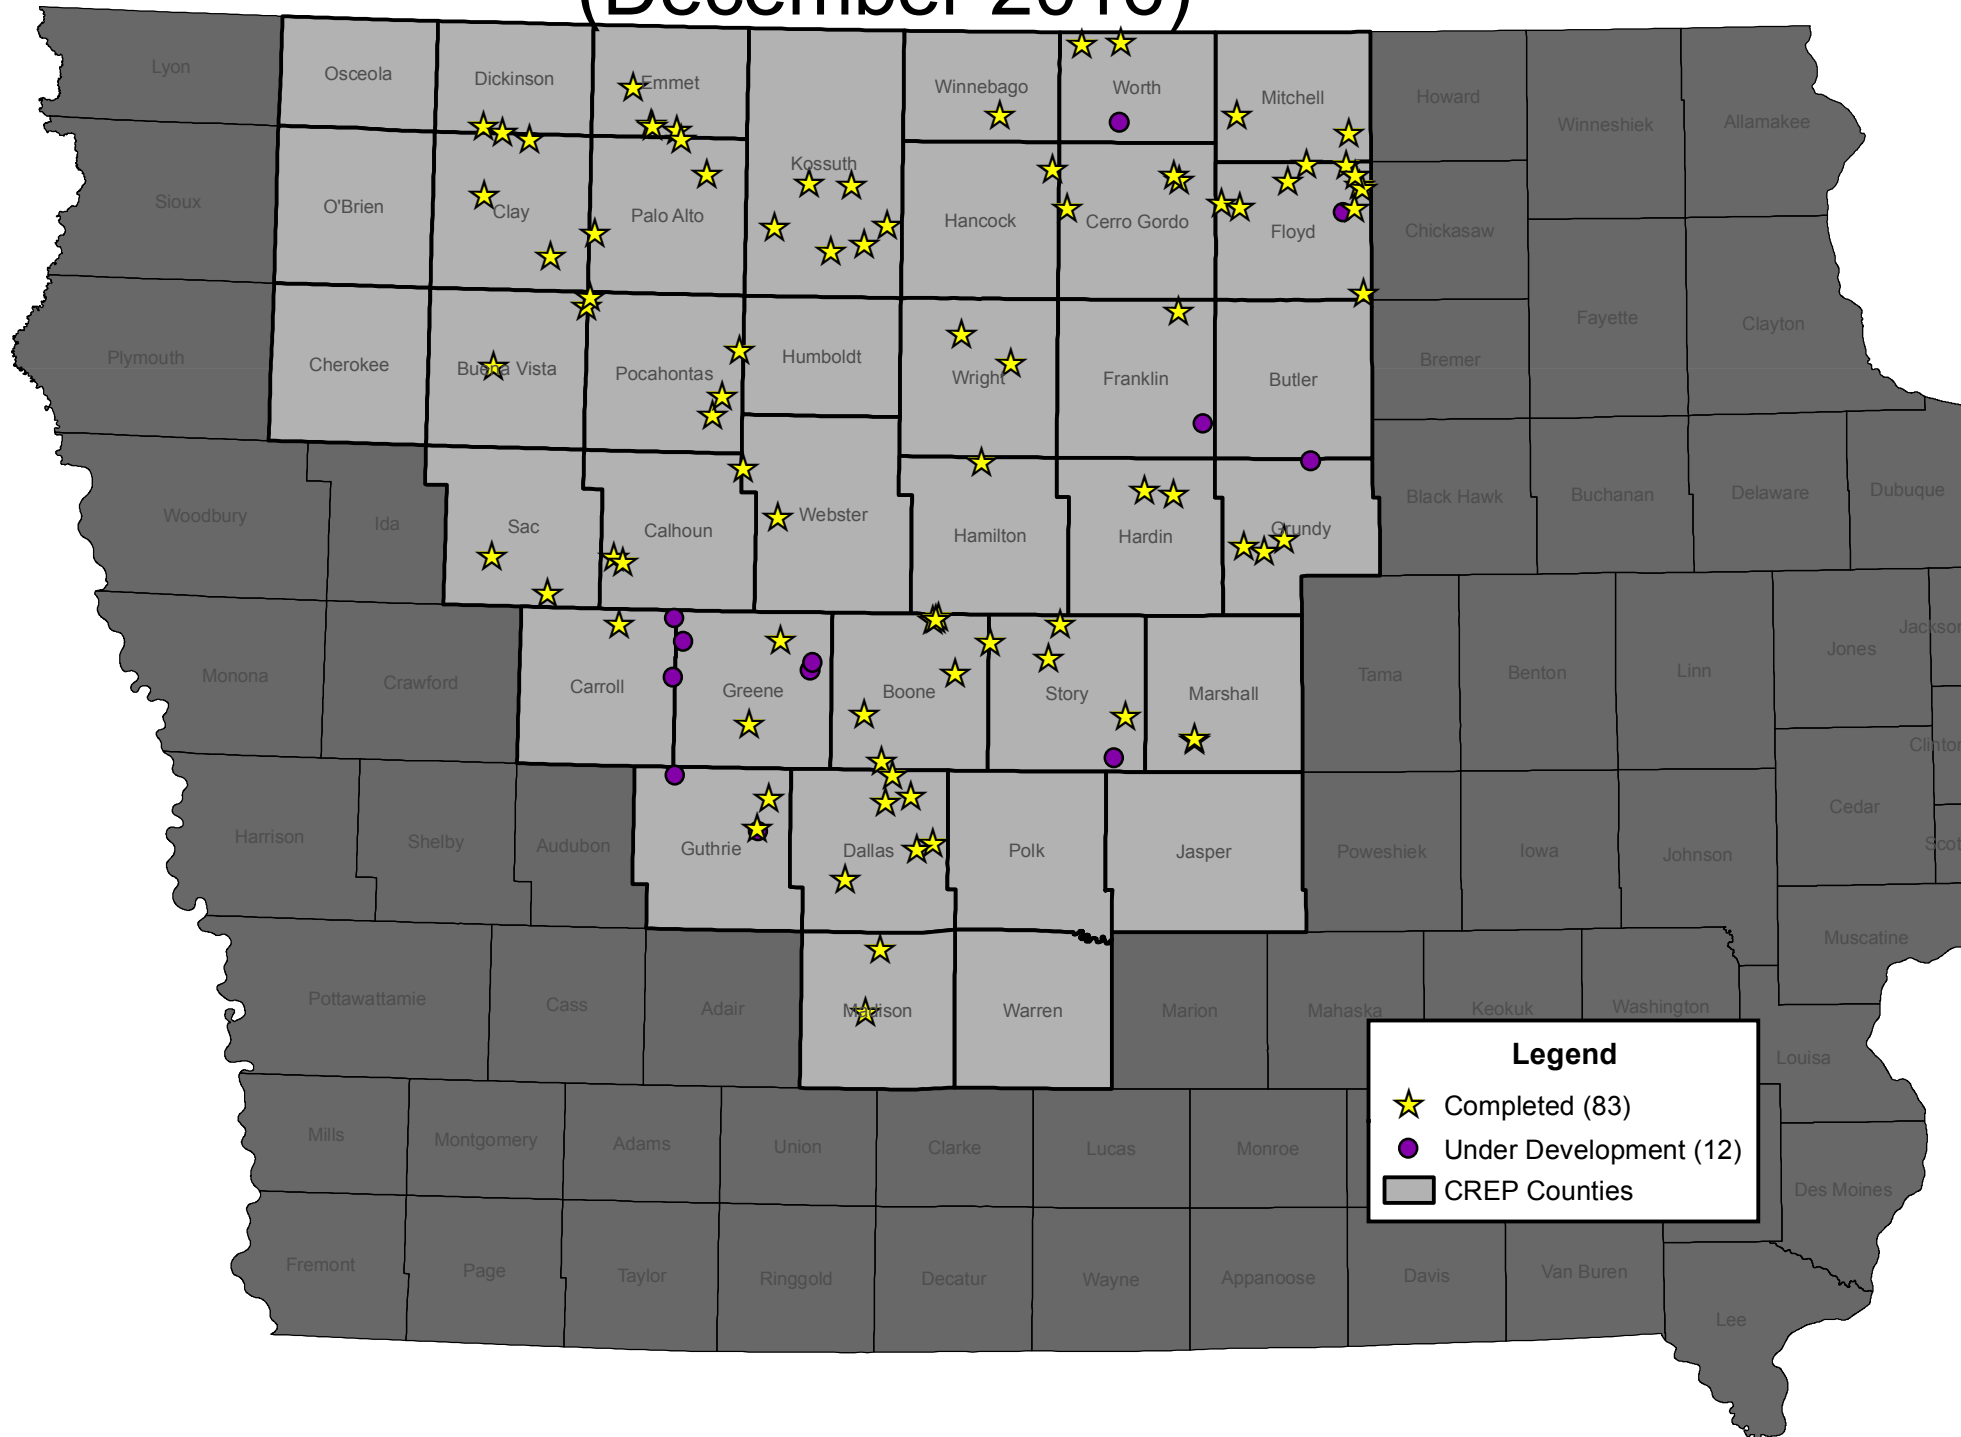 Lyon
Osceola
Dickinson
Emmet
Winnebago
Worth
Mitchell
Howard
Winneshiek
Allamakee
Sioux
O'Brien
Clay
Palo Alto
Kossuth
Hancock
Cerro Gordo
Floyd
Chickasaw
Plymouth
Cherokee
Buena Vista
Pocahontas
Humboldt
Wright
Franklin
Butler
Bremer
Fayette
Clayton
Woodbury
Ida
Sac
Calhoun
Webster
Hamilton
Hardin
Grundy
Black Hawk
Buchanan
Delaware
Dubuque
Monona
Crawford
Carroll
Greene
Boone
Story
Marshall
Tama
Benton
Linn
Jones
Jackson
Clinton
Harrison
Shelby
Audubon
Guthrie
Dallas
Polk
Jasper
Poweshiek
Iowa
Johnson
Cedar
Scot
Muscatine
Pottawattamie
Cass
Adair
Madison
Warren
Marion
Mahaska
Keokuk
Washington
Louisa
Mills
Montgomery
Adams
Union
Clarke
Lucas
Monroe
Des Moines
Fremont
Page
Taylor
Ringgold
Decatur
Wayne
Appanoose
Davis
Van Buren
Lee
Legend
Completed (83)
Under Development (12)
CREP Counties